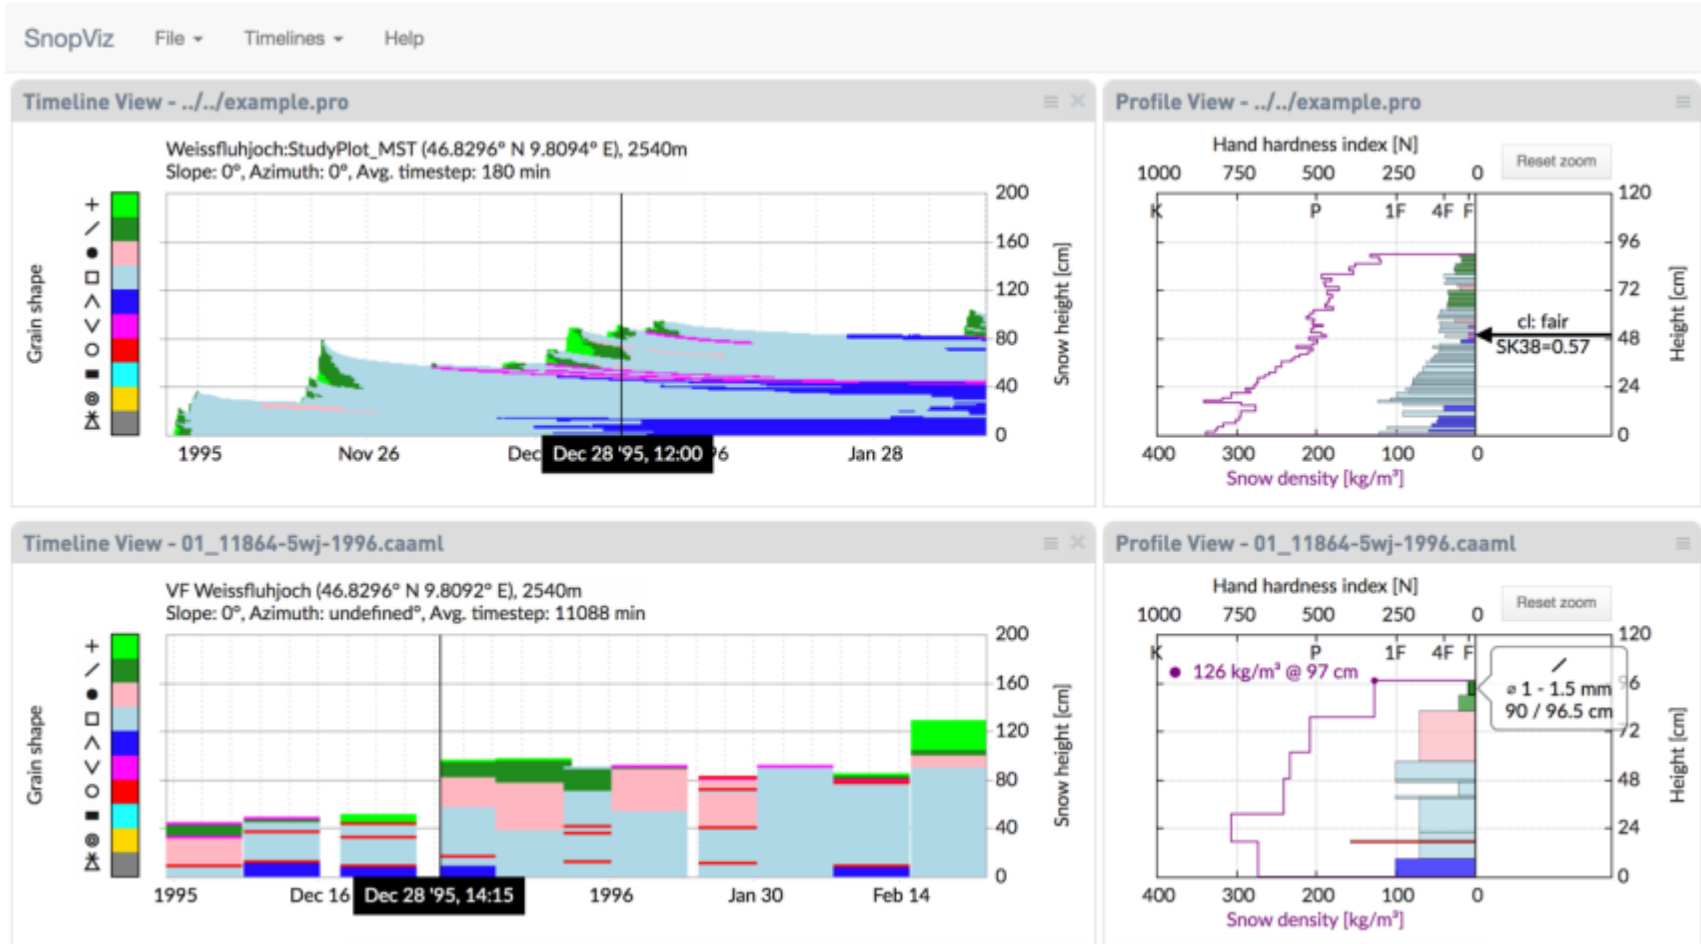 SnopViz File Timelines Help
Timeline View - ../../example.pro
Weissfluhjoch:StudyPlot_MST (46.8296° N 9.8094° E), 2540m
Slope: 0°, Azimuth: 0°, Avg. timestep: 180 min
Grain shape
200
160
120
80
40
0
Snow height [cm]
1995 Nov 26 Dec Dec 28 '95, 12:00 96 Jan 28
Profile View - ../../example.pro
Hand hardness index [N]
Reset zoom
1000 750 500 250 0
K P 1F 4F F
120
96
72
48
24
0
Height [cm]
cl: fair
SK38=0.57
400 300 200 100 0
Snow density [kg/m³]
Timeline View - 01_11864-5wj-1996.caaml
VF Weissfluhjoch (46.8296° N 9.8092° E), 2540m
Slope: 0°, Azimuth: undefined°, Avg. timestep: 11088 min
Grain shape
200
160
120
80
40
0
Snow height [cm]
1995 Dec 16 Dec 28 '95, 14:15 1996 Jan 30 Feb 14
Profile View - 01_11864-5wj-1996.caaml
Hand hardness index [N]
Reset zoom
1000 750 500 250 0
K P 1F 4F F
126 kg/m³ @ 97 cm
⌀ 1 - 1.5 mm
90 / 96.5 cm
120
96
72
48
24
0
Height [cm]
400 300 200 100 0
Snow density [kg/m³]